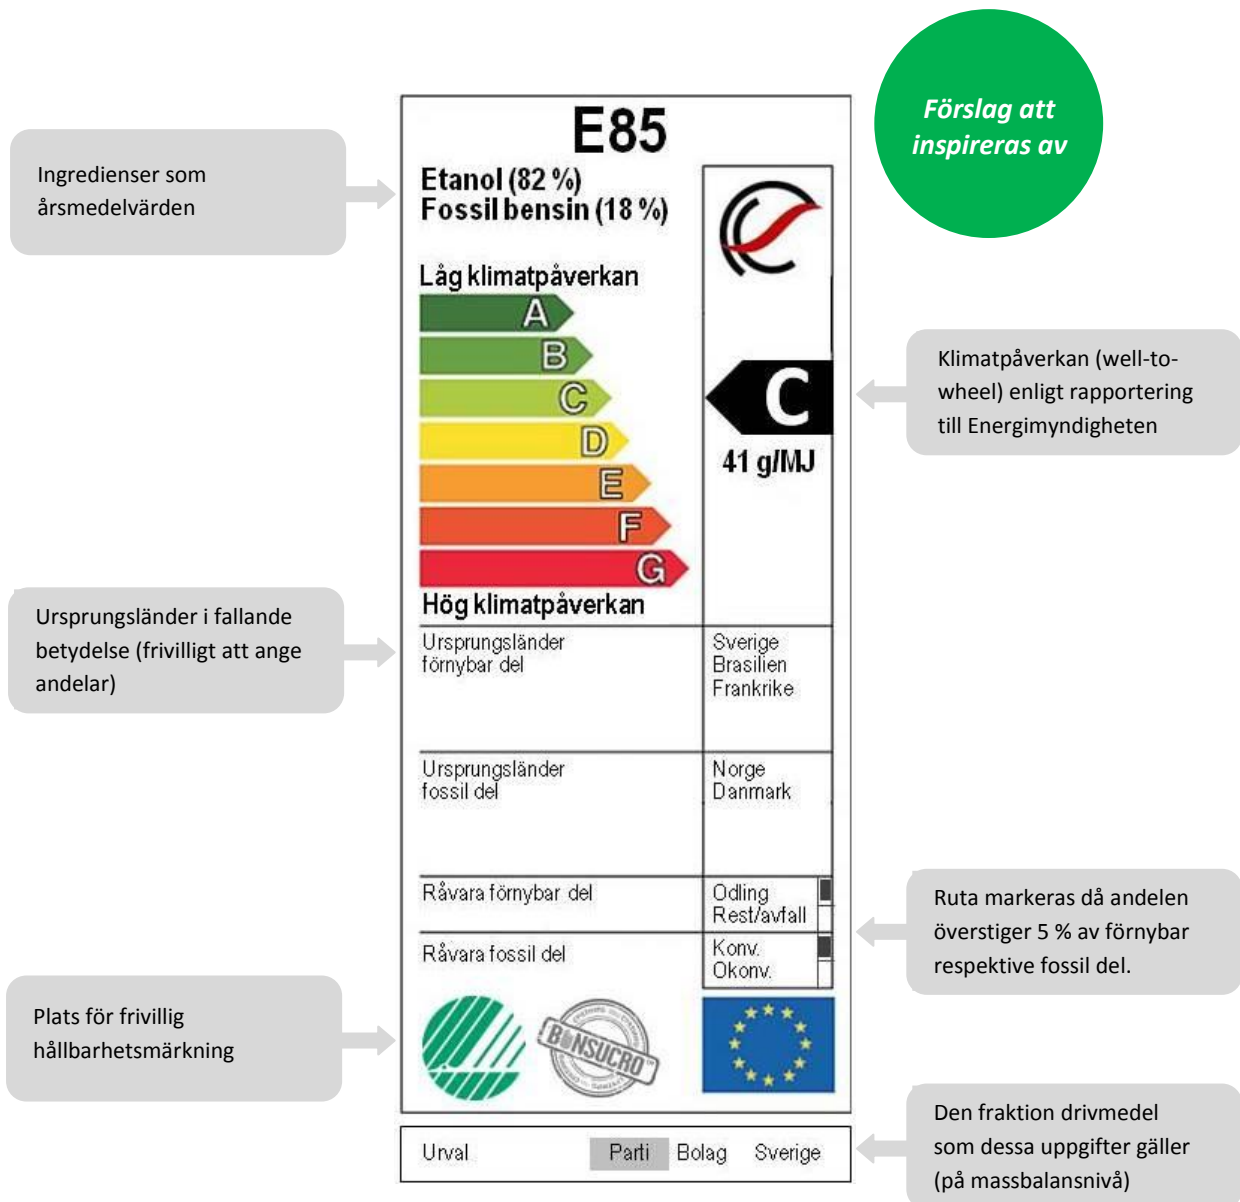 Förslag att
inspireras av
E85
Ingredienser som
årsmedelvärden
Etanol (82 %)
Fossil bensin (18 %)
Låg klimatpåverkan
A
B
C
D
E
F
G
Hög klimatpåverkan
C
41 g/MJ
Klimatpåverkan (well-to-
wheel) enligt rapportering
till Energimyndigheten
Ursprungsländer i fallande
betydelse (frivilligt att ange
andelar)
Ursprungsländer
förnybar del
Sverige
Brasilien
Frankrike
Ursprungsländer
fossil del
Norge
Danmark
Råvara förnybar del
Odling
Rest/avfall
Råvara fossil del
Konv.
Okonv.
Ruta markeras då andelen
överstiger 5 % av förnybar
respektive fossil del.
Plats för frivillig
hållbarhetsmärkning
BONSUCRO
Urval Parti Bolag Sverige
Den fraktion drivmedel
som dessa uppgifter gäller
(på massbalansnivå)